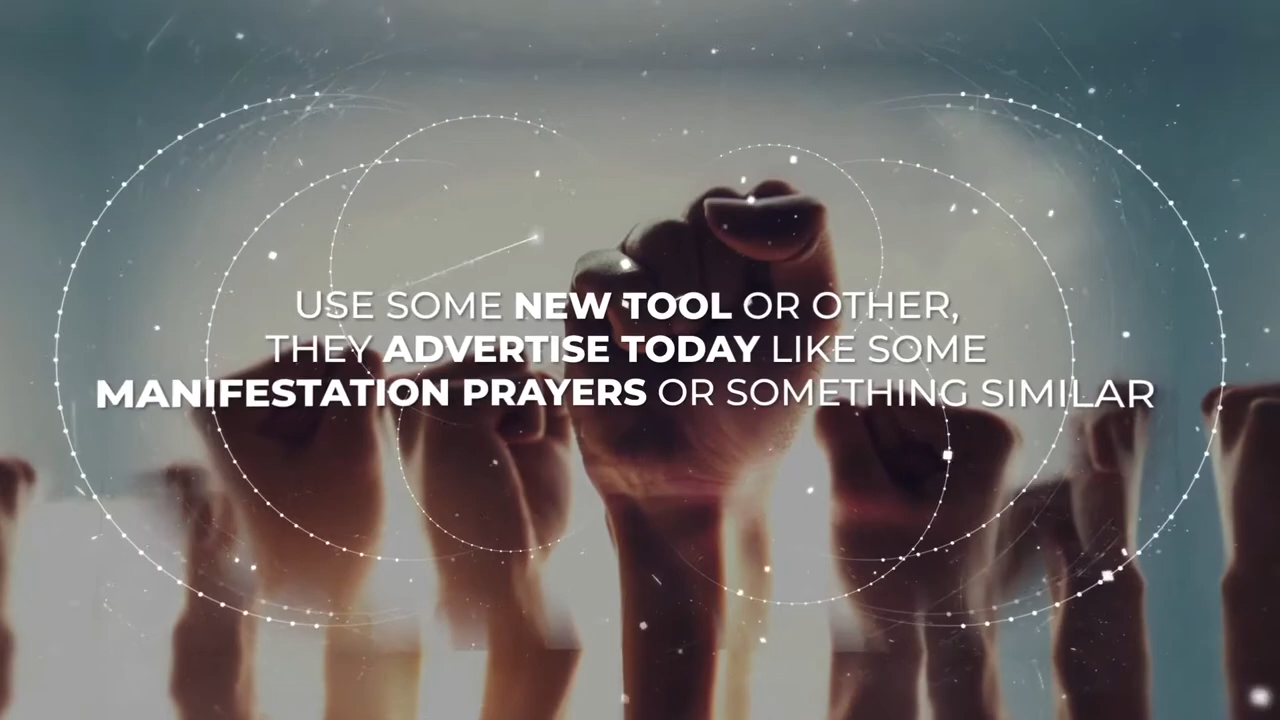 USE SOME NEW TOOL OR OTHER,
THEY ADVERTISE TODAY LIKE SOME
MANIFESTATION PRAYERS OR SOMETHING SIMILAR